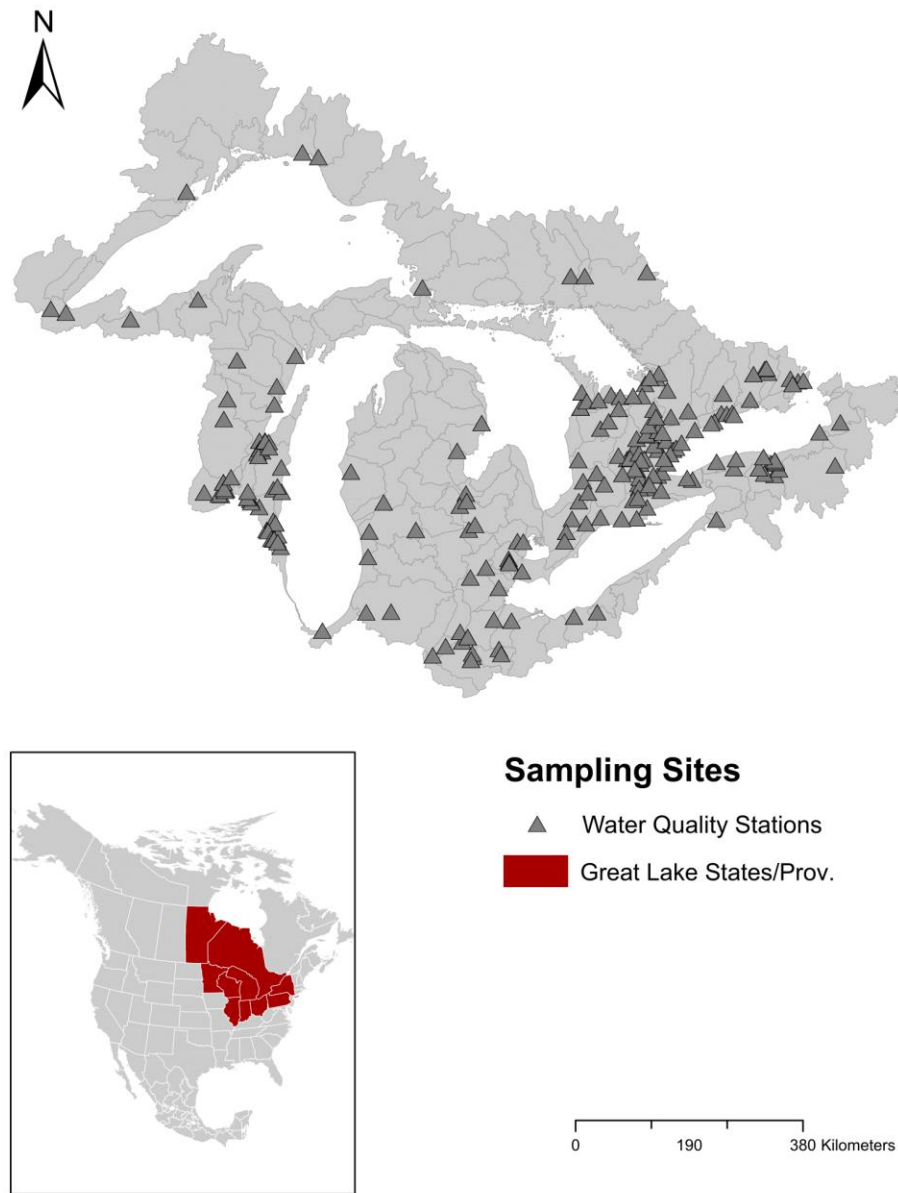 N
Sampling Sites
Water Quality Stations
Great Lake States/Prov.
0 190 380 Kilometers